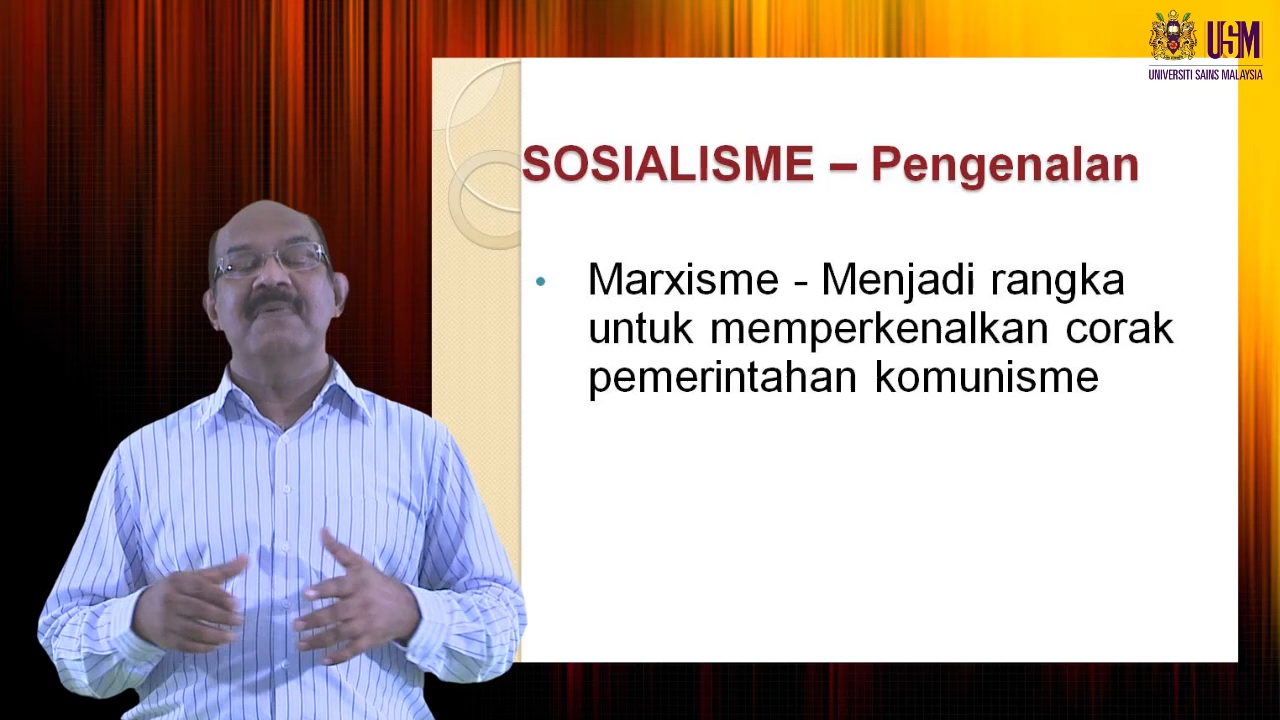 USM
UNIVERSITI SAINS MALAYSIA
SOSIALISME – Pengenalan
• Marxisme - Menjadi rangka
untuk memperkenalkan corak
pemerintahan komunisme